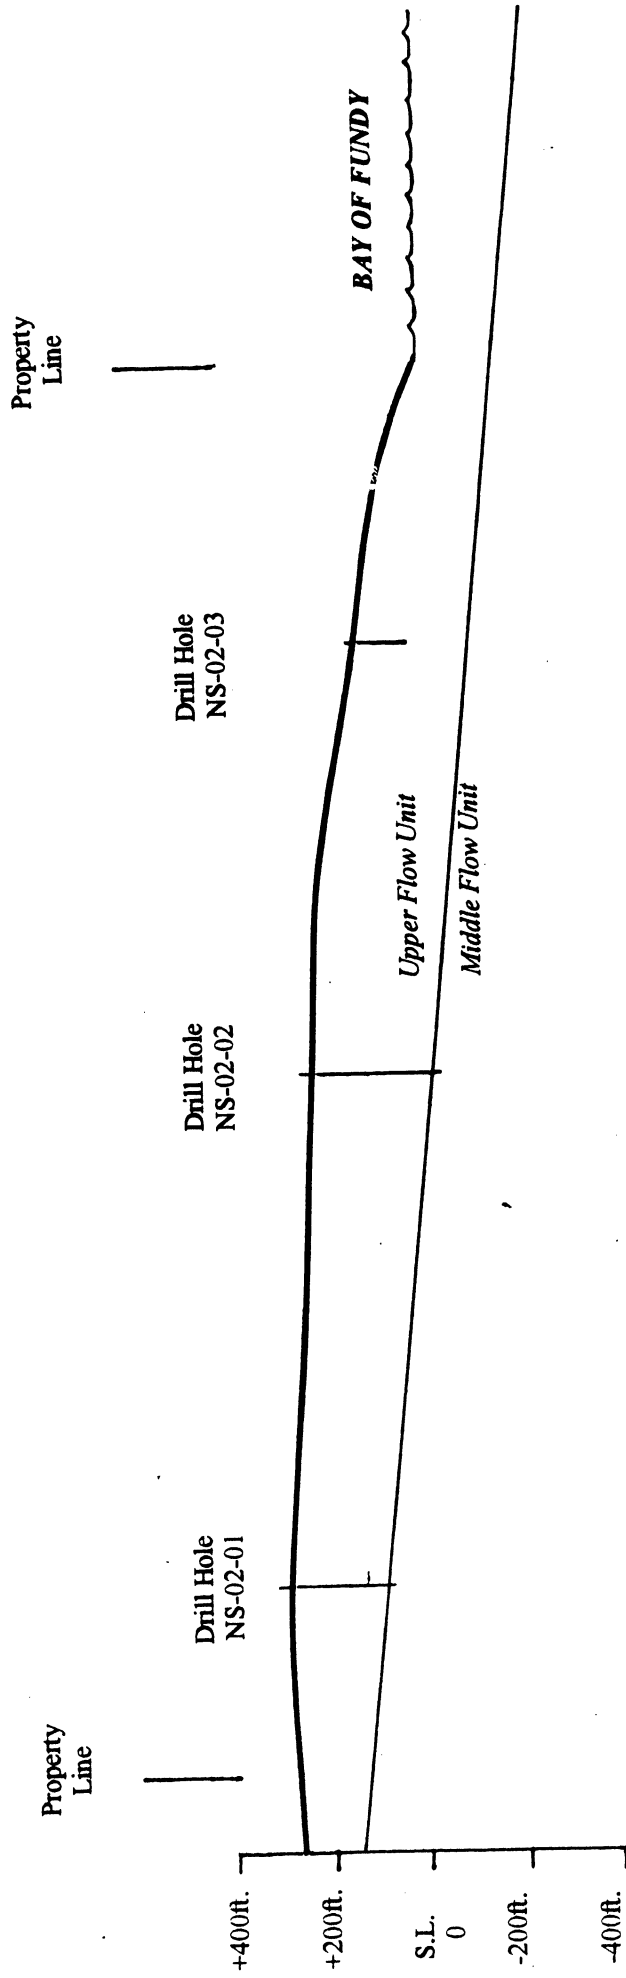 Property
Line
Drill Hole
NS-02-01
Drill Hole
NS-02-02
Drill Hole
NS-02-03
Property
Line
BAY OF FUNDY
Upper Flow Unit
Middle Flow Unit
+400ft.
+200ft.
S.L.
0
-200ft.
-400ft.